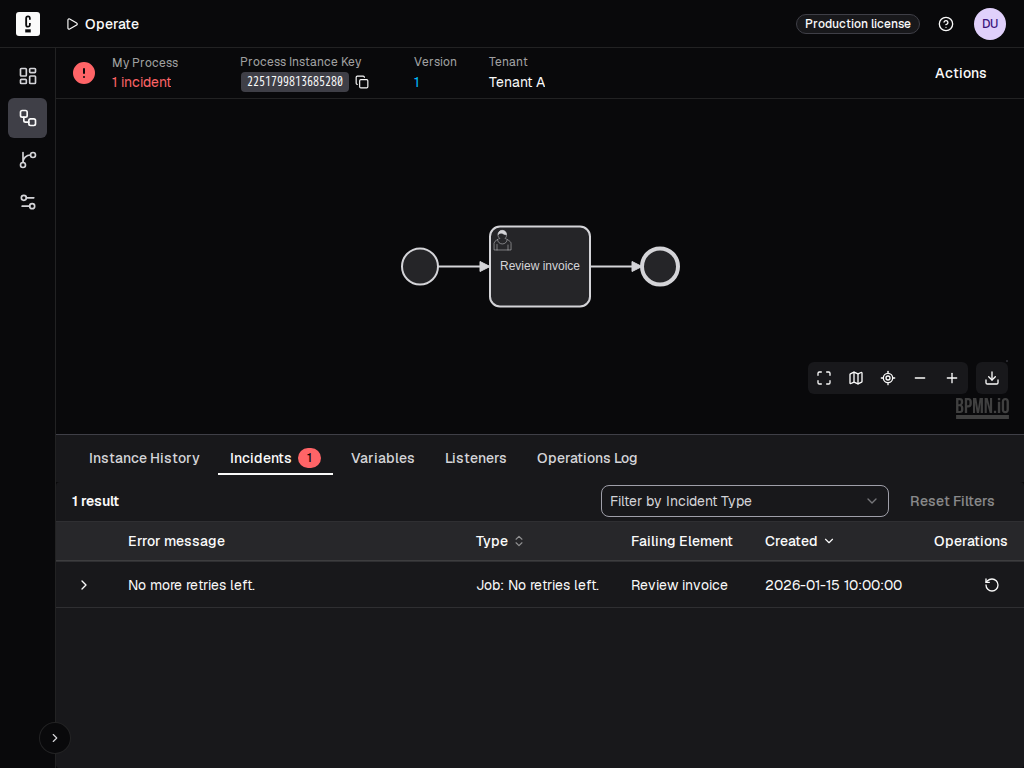 Operate
Production license
DU
My Process
1 incident
Process Instance Key
2251799813685280
Version
1
Tenant
Tenant A
Actions
Review invoice
BPMN.iO
Instance History
Incidents 1
Variables
Listeners
Operations Log
1 result
Filter by Incident Type
Reset Filters
Error message
Type
Failing Element
Created
Operations
No more retries left.
Job: No retries left.
Review invoice
2026-01-15 10:00:00